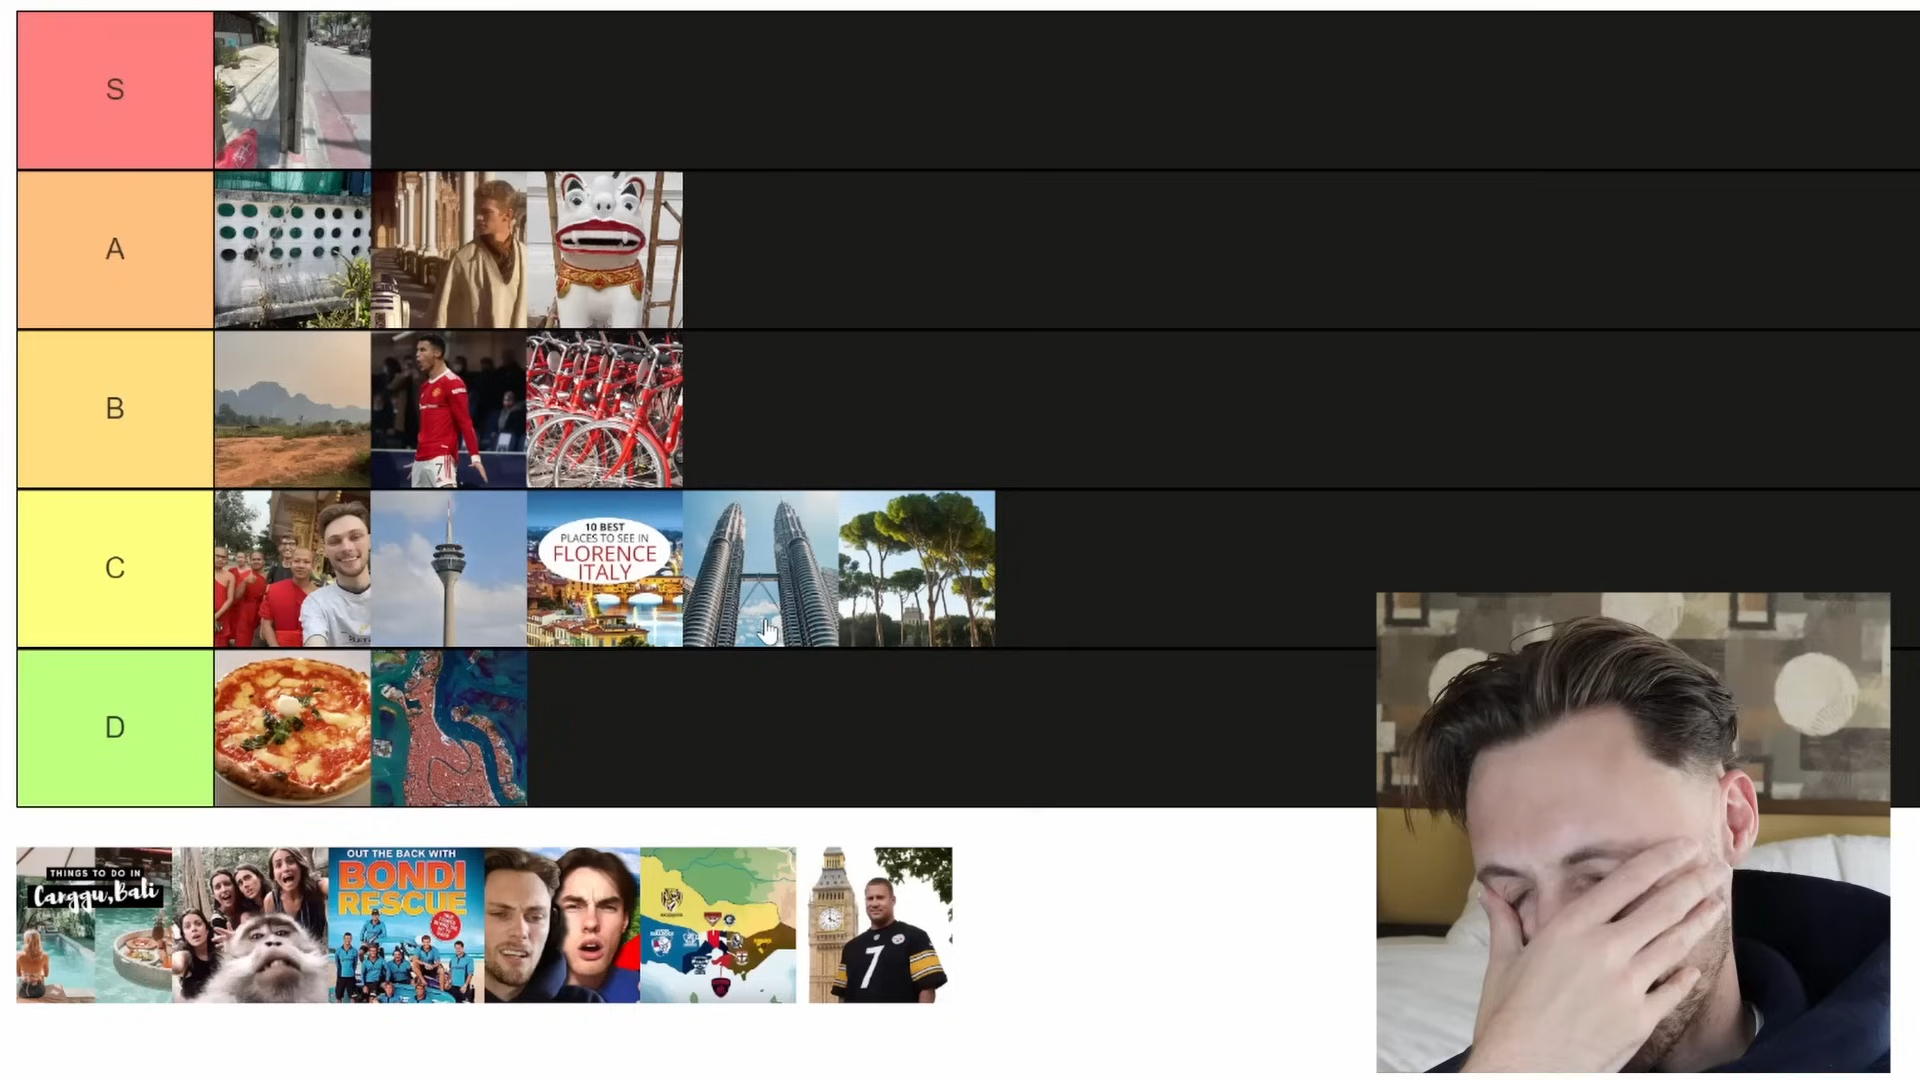 S
A
B
7
C
10 BEST
PLACES TO SEE IN
FLORENCE
ITALY
D
THINGS TO DO IN
Canggu, Bali
OUT THE BACK WITH
BONDI
RESCUE
7